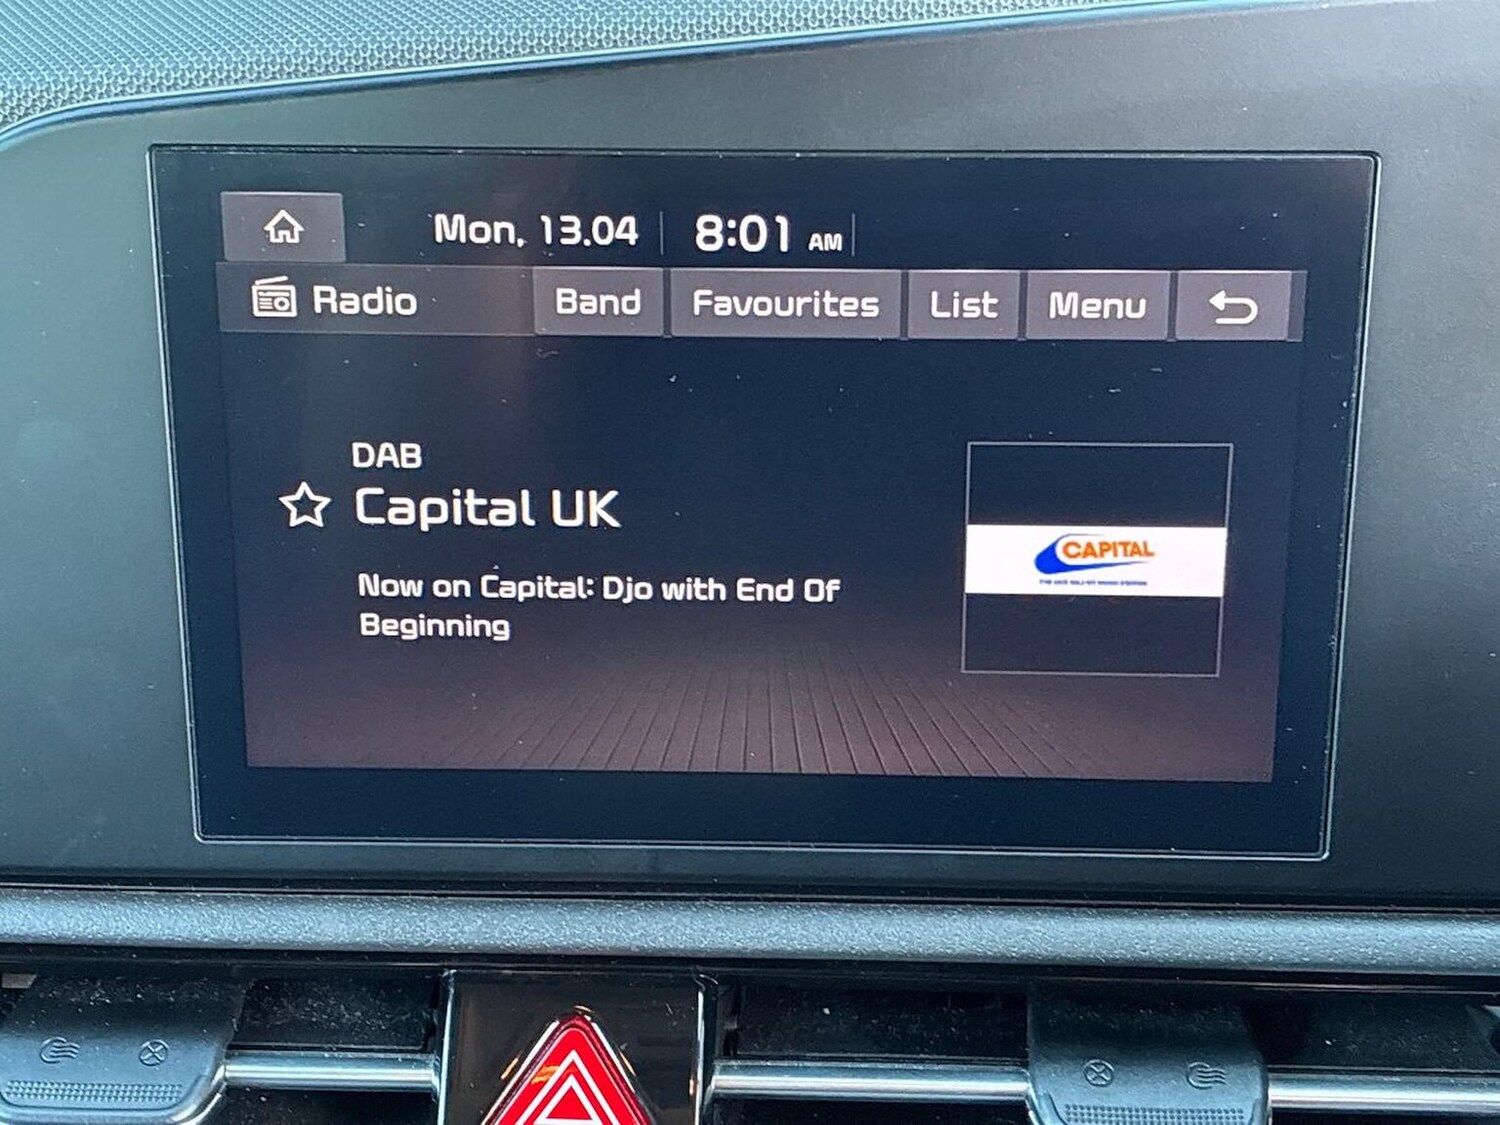 Mon, 13.04 8:01 AM
Radio Band Favourites List Menu
DAB
Capital UK
Now on Capital: Djo with End Of
Beginning
CAPITAL